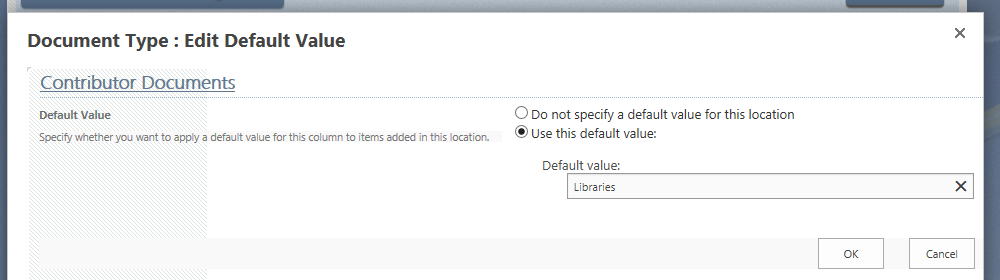 Document Type : Edit Default Value
Contributor Documents
Default Value
Specify whether you want to apply a default value for this column to items added in this location.
Do not specify a default value for this location
Use this default value:
Default value:
Libraries
OK
Cancel